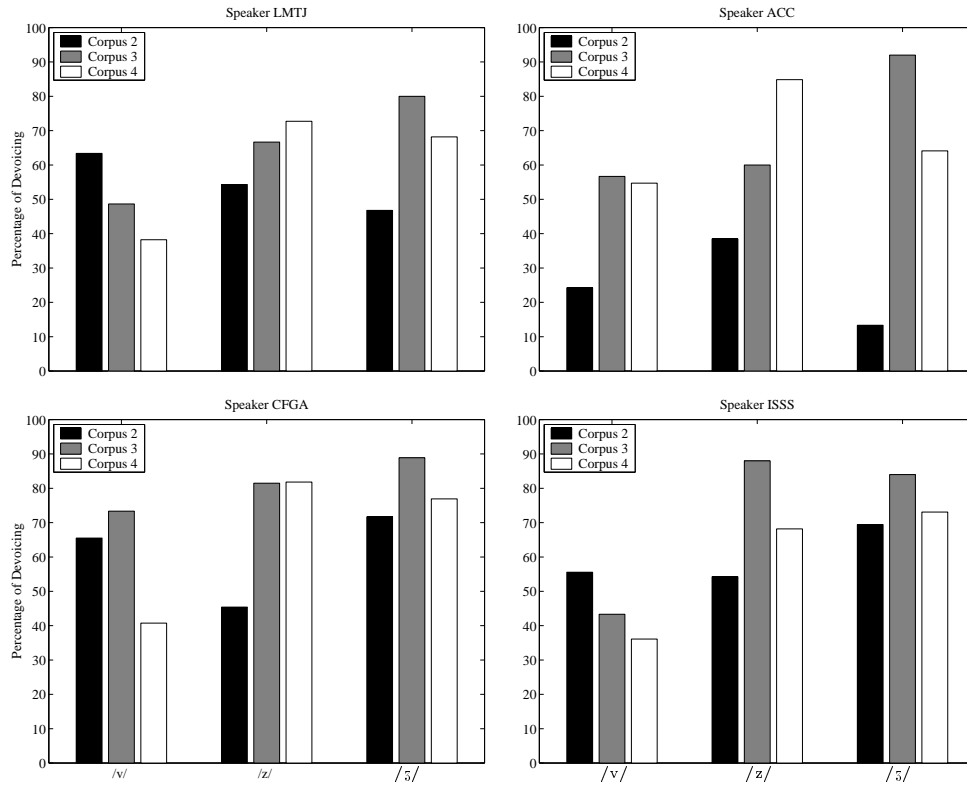 Speaker LMTJ
Percentage of Devoicing
100
90
80
70
60
50
40
30
20
10
0
Corpus 2
Corpus 3
Corpus 4
Speaker ACC
100
90
80
70
60
50
40
30
20
10
0
Corpus 2
Corpus 3
Corpus 4
Speaker CFGA
Percentage of Devoicing
100
90
80
70
60
50
40
30
20
10
0
Corpus 2
Corpus 3
Corpus 4
/v/ /z/ /ʒ/
Speaker ISSS
100
90
80
70
60
50
40
30
20
10
0
Corpus 2
Corpus 3
Corpus 4
/v/ /z/ /ʒ/